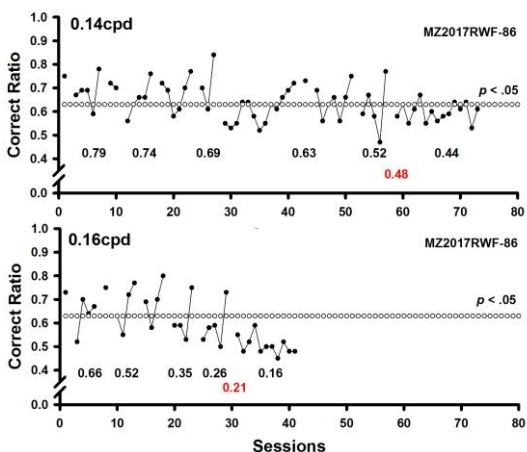 0.14cpd
MZ2017RWF-86
Correct Ratio
1.0
0.9
0.8
0.7
0.6
0.5
0.4
0.0
p < .05
0.79 0.74 0.69 0.63 0.52 0.44
0.48
0 10 20 30 40 50 60 70 80
0.16cpd
MZ2017RWF-86
Correct Ratio
1.0
0.9
0.8
0.7
0.6
0.5
0.4
0.0
p < .05
0.66 0.52 0.35 0.26 0.16
0.21
0 10 20 30 40 50 60 70 80
Sessions